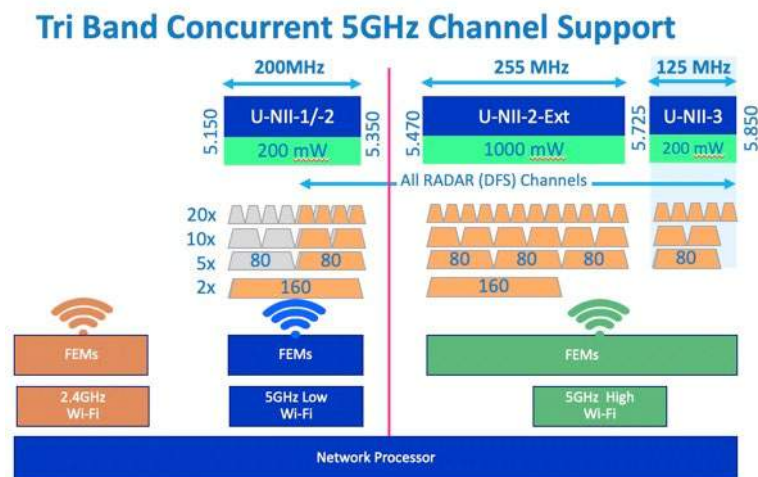 Tri Band Concurrent 5GHz Channel Support
200MHz
255 MHz
125 MHz
5.150
U-NII-1/-2
200 mW
5.350
5.470
U-NII-2-Ext
1000 mW
5.725
U-NII-3
200 mW
5.850
All RADAR (DFS) Channels
20x
10x
5x
80
80
80
80
80
80
2x
160
160
FEMs
FEMs
FEMs
2.4GHz
Wi-Fi
5GHz Low
Wi-Fi
5GHz High
Wi-Fi
Network Processor